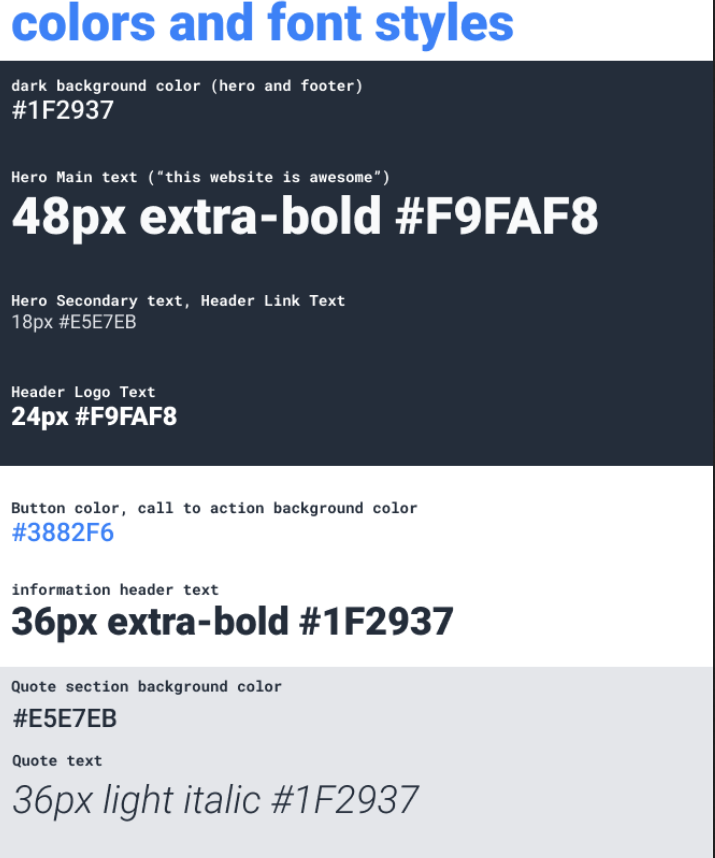 colors and font styles
dark background color (hero and footer)
#1F2937
Hero Main text (“this website is awesome”)
48px extra-bold #F9FAF8
Hero Secondary text, Header Link Text
18px #E5E7EB
Header Logo Text
24px #F9FAF8
Button color, call to action background color
#3882F6
information header text
36px extra-bold #1F2937
Quote section background color
#E5E7EB
Quote text
36px light italic #1F2937